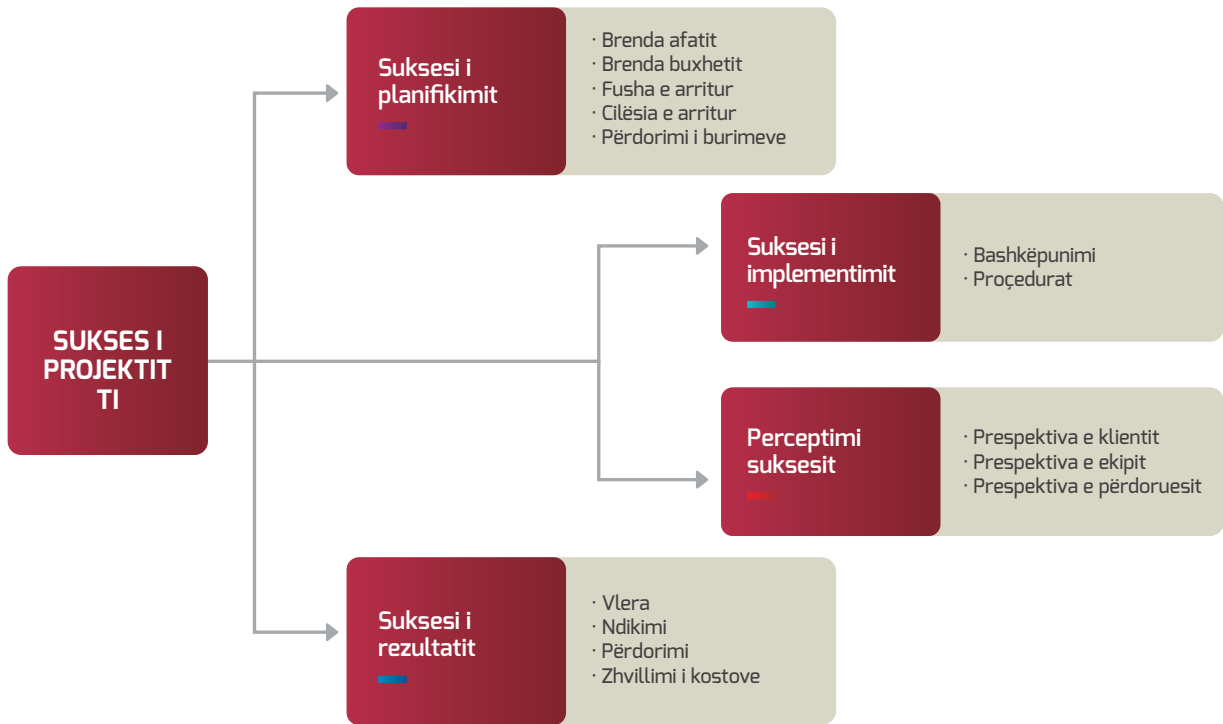 Suksesi i
planifikimit
· Brenda afatit
· Brenda buxhetit
· Fusha e arritur
· Cilësia e arritur
· Përdorimi i burimeve
SUKSES I
PROJEKTIT
TI
Suksesi i
implementimit
· Bashkëpunimi
· Proçedurat
Perceptimi
suksesit
· Prespektiva e klientit
· Prespektiva e ekipit
· Prespektiva e përdoruesit
Suksesi i
rezultatit
· Vlera
· Ndikimi
· Përdorimi
· Zhvillimi i kostove